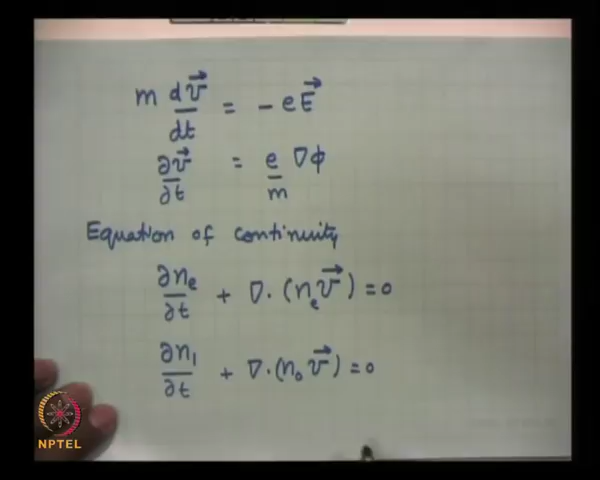 m dv⃗/dt = - eE⃗
∂v⃗/∂t = e/m ∇ϕ
Equation of continuity
∂nₑ/∂t + ∇·(nₑv⃗) = 0
∂n₁/∂t + ∇·(n₀v⃗) = 0
NPTEL